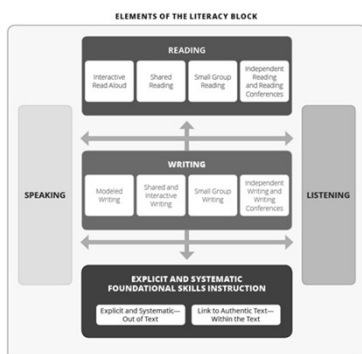 ELEMENTS OF THE LITERACY BLOCK
READING
Interactive
Read Aloud
Shared
Reading
Small Group
Reading
Independent
Reading
and Reading
Conferences
SPEAKING
LISTENING
WRITING
Modeled
Writing
Shared and
Interactive
Writing
Small Group
Writing
Independent
Writing and
Writing
Conferences
EXPLICIT AND SYSTEMATIC
FOUNDATIONAL SKILLS INSTRUCTION
Explicit and Systematic—
Out of Text
Link to Authentic Text—
Within the Text